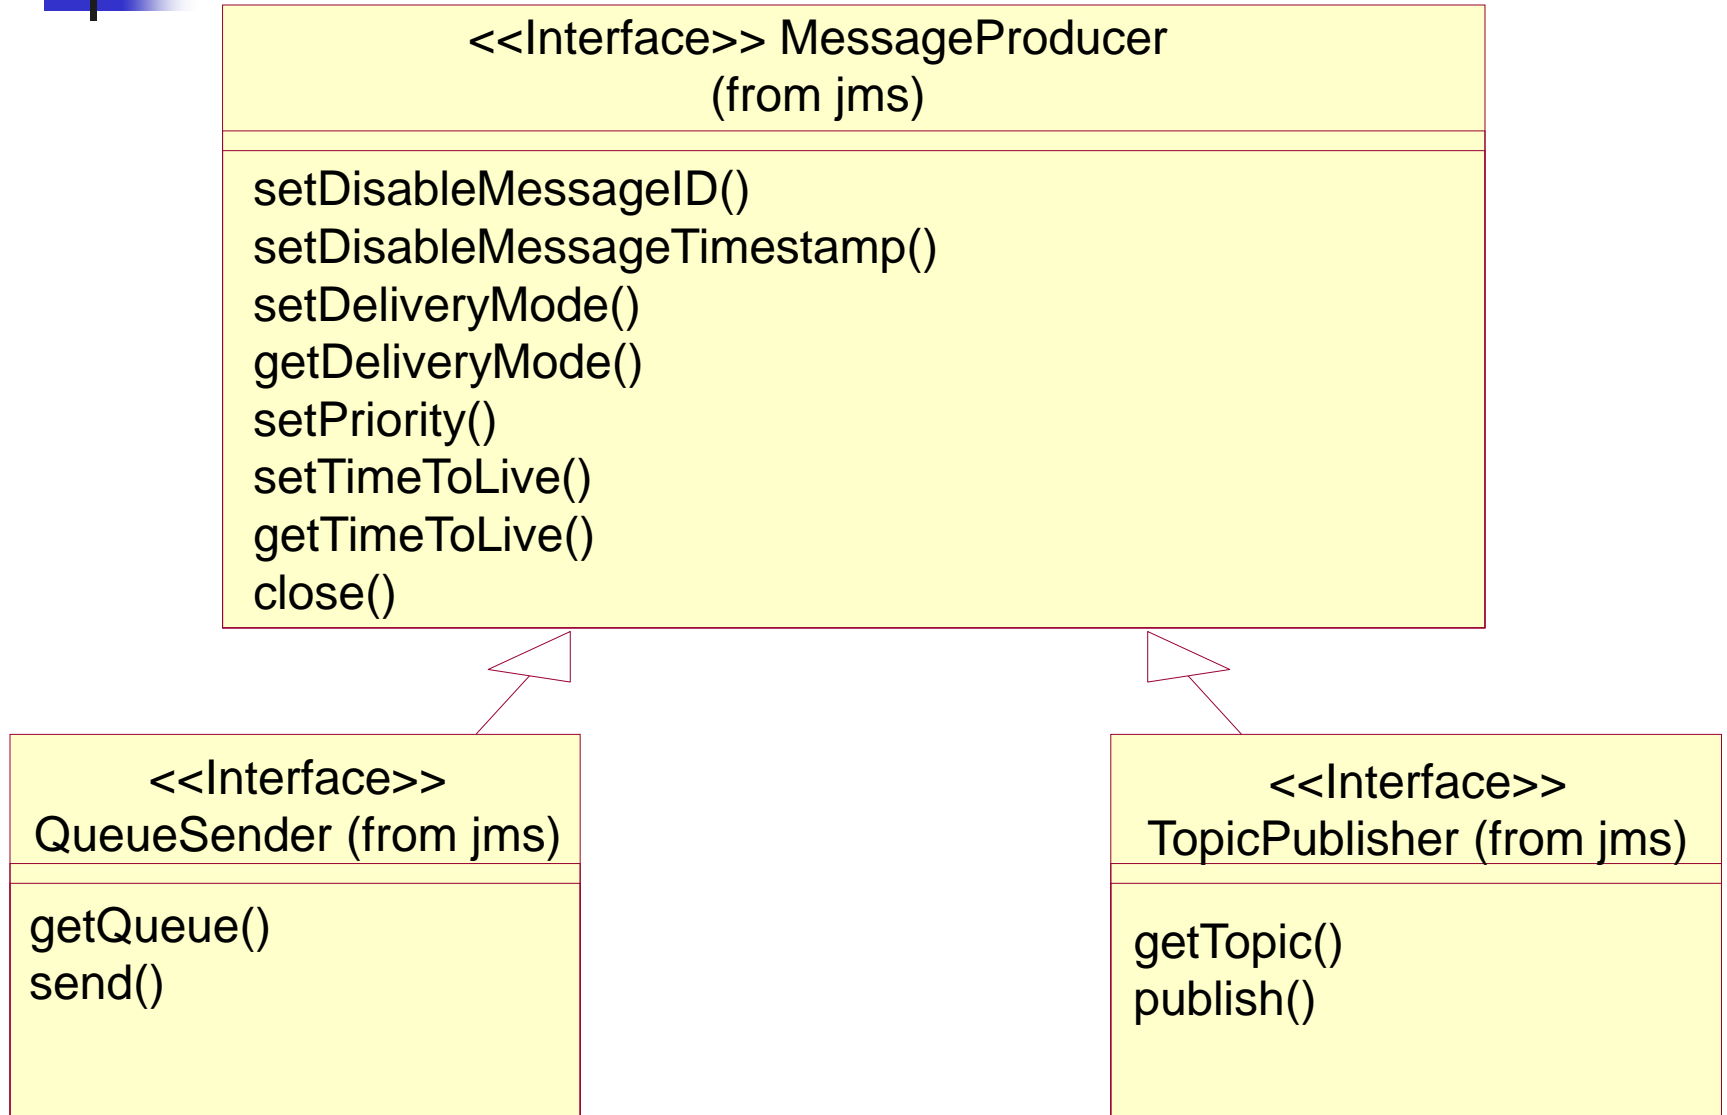 <<Interface>> MessageProducer
(from jms)
setDisableMessageID()
setDisableMessageTimestamp()
setDeliveryMode()
getDeliveryMode()
setPriority()
setTimeToLive()
getTimeToLive()
close()
<<Interface>>
QueueSender (from jms)
getQueue()
send()
<<Interface>>
TopicPublisher (from jms)
getTopic()
publish()